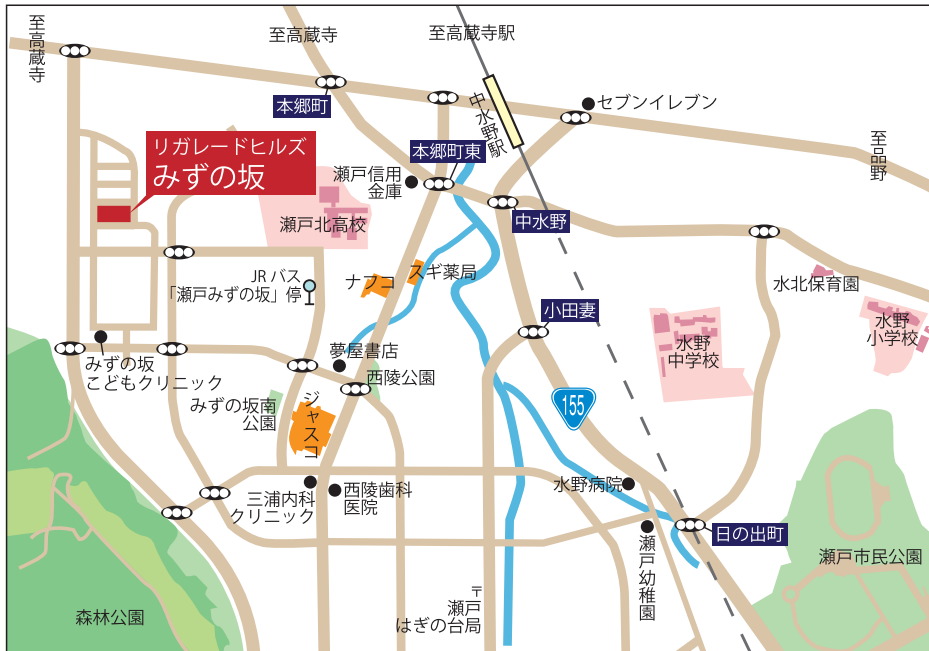 至高蔵寺
至高蔵寺
至高蔵寺駅
中水野駅
セブンイレブン
本郷町
至品野
リガレードヒルズ
みずの坂
本郷町東
瀬戸信用
金庫
瀬戸北高校
中水野
JRバス
「瀬戸みずの坂」停
ナフコ
スギ薬局
水北保育園
小田妻
水野
小学校
水野
中学校
みずの坂
こどもクリニック
夢屋書店
西陵公園
155
みずの坂南
公園
ジャスコ
三浦内科
クリニック
西陵歯科
医院
水野病院
日の出町
瀬戸幼稚園
瀬戸市民公園
〒
瀬戸
はぎの台局
森林公園